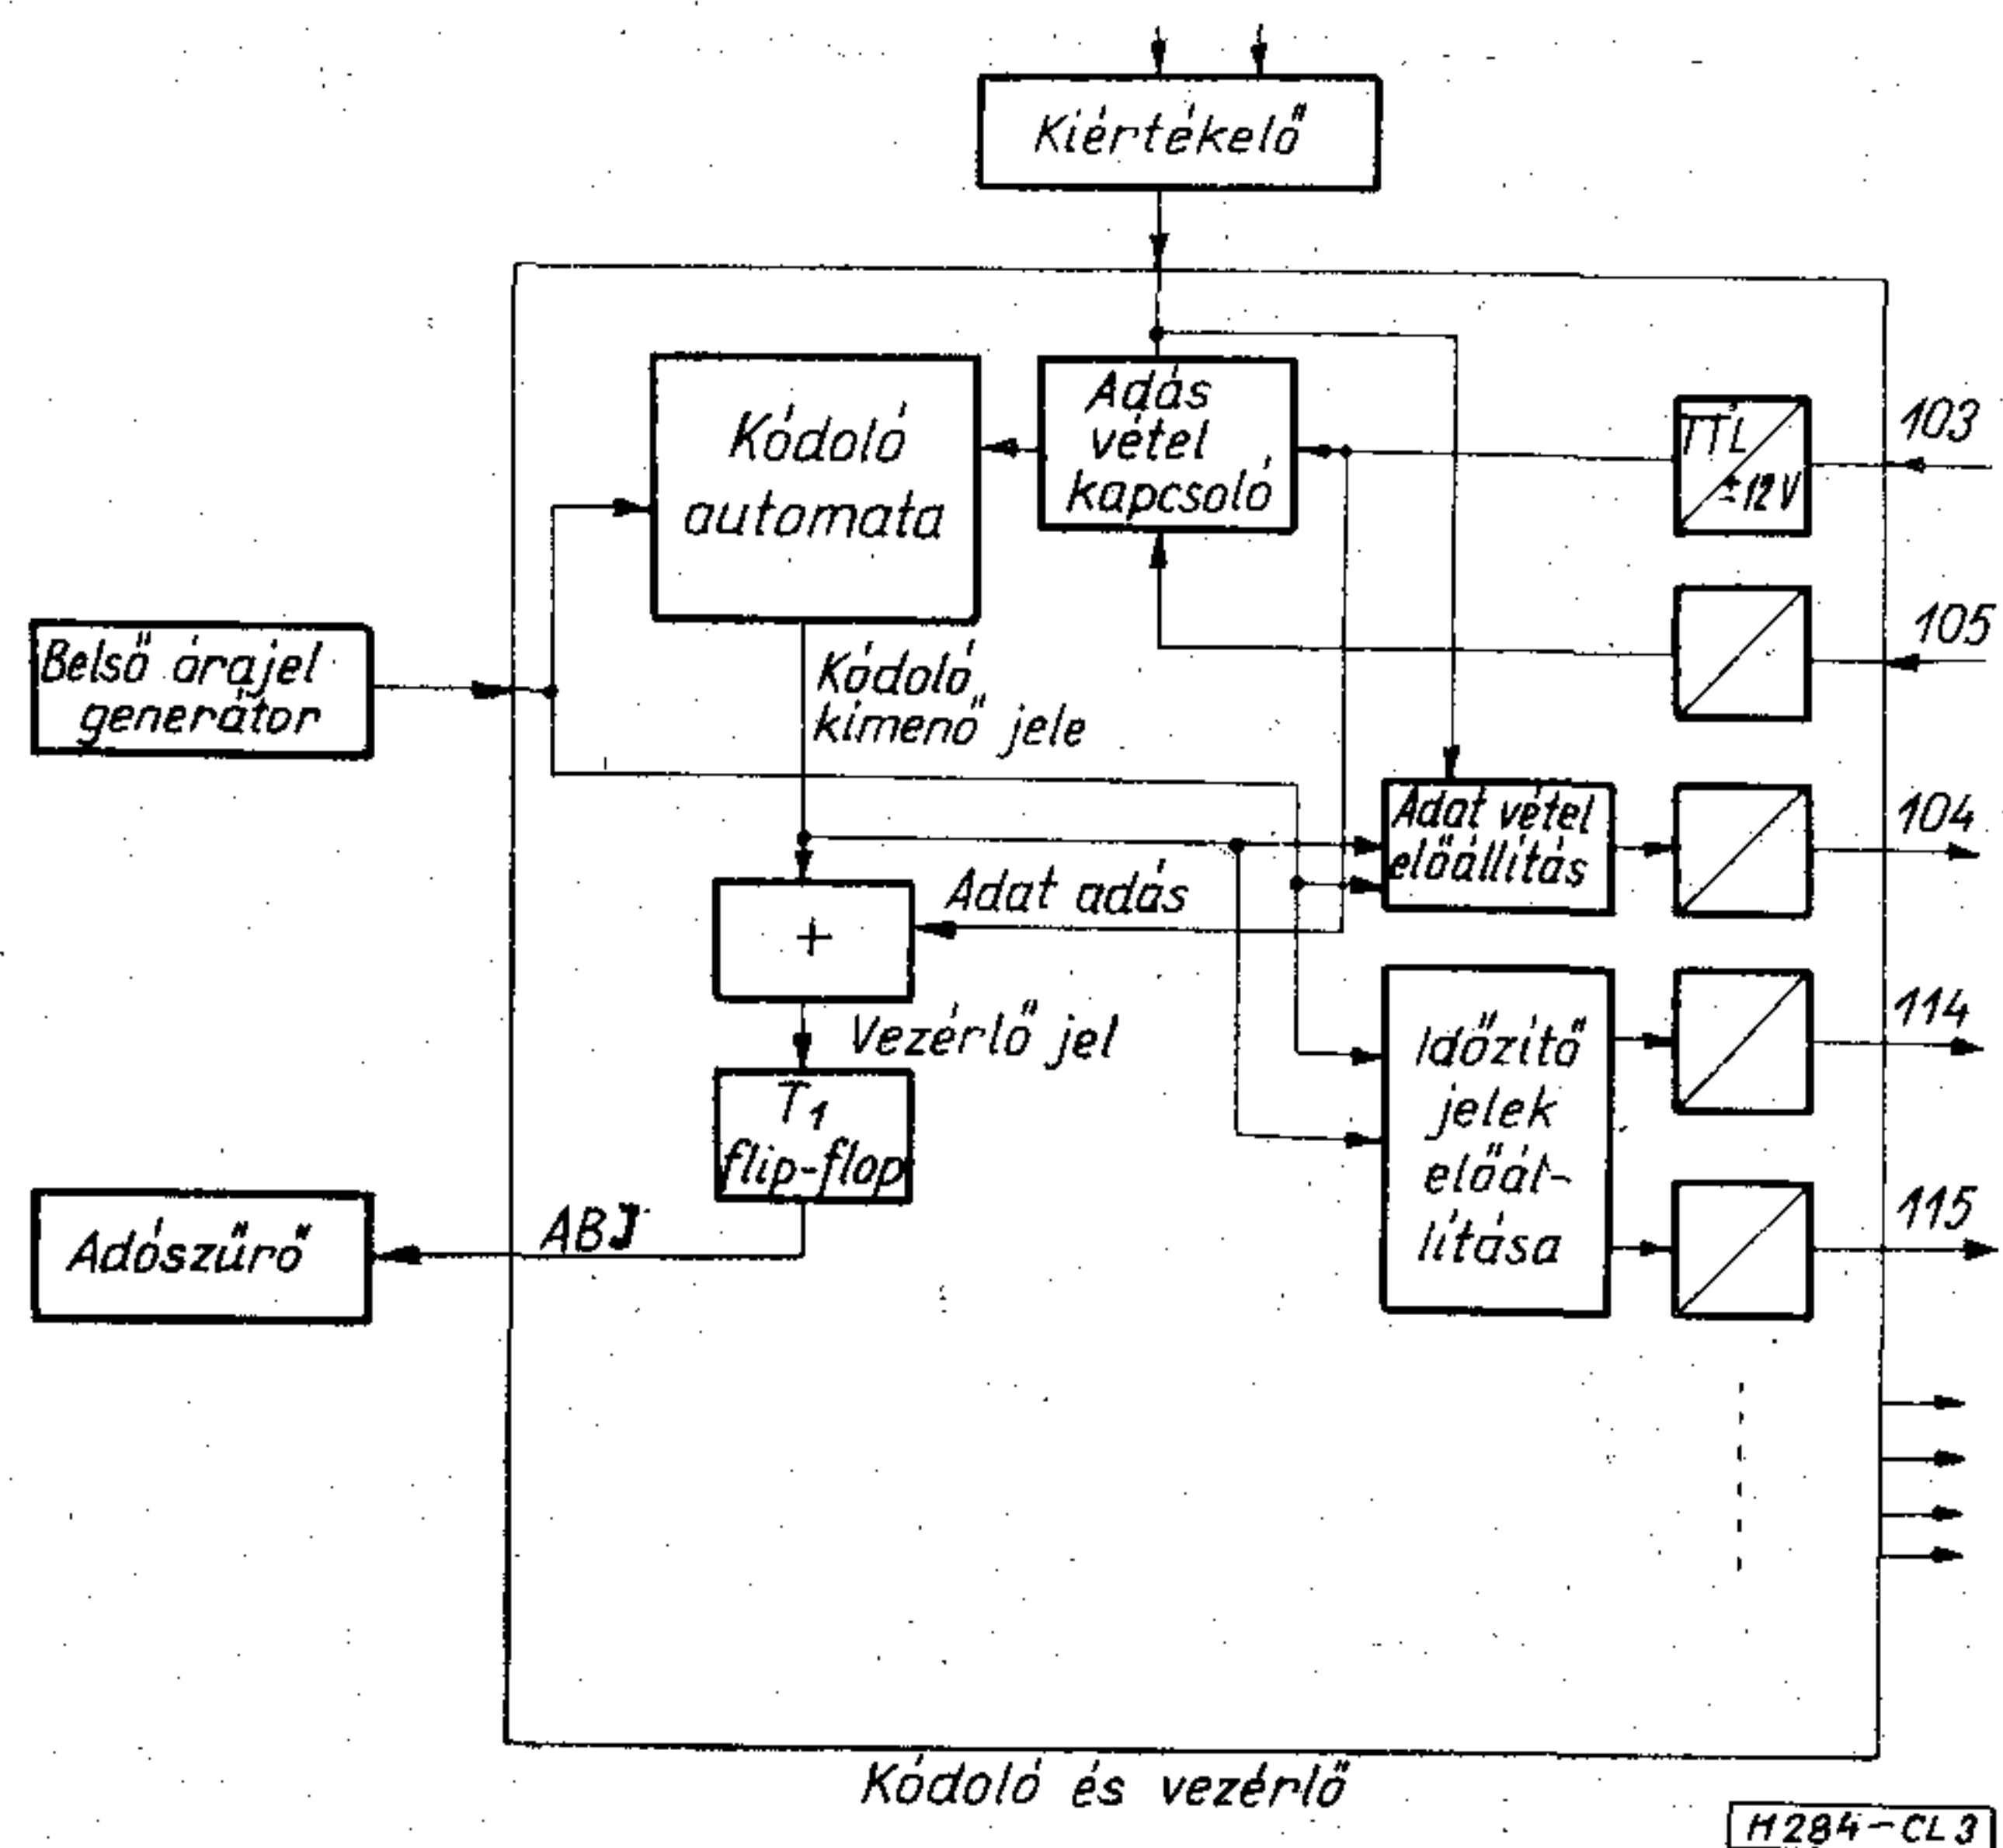 Kiértékelő
Kódoló
automata
Adás
vétel
kapcsoló
TTL
±12V
103
105
Belső órajel
generátor
Kódoló
kimenő jele
Adat vétel
előállítás
104
Adat adás
+
Vezérlő jel
T1
flip-flop
Időzítő
jelek
előál-
lítása
114
115
ABJ
Adószűrő
Kódoló és vezérlő
H284-CL3